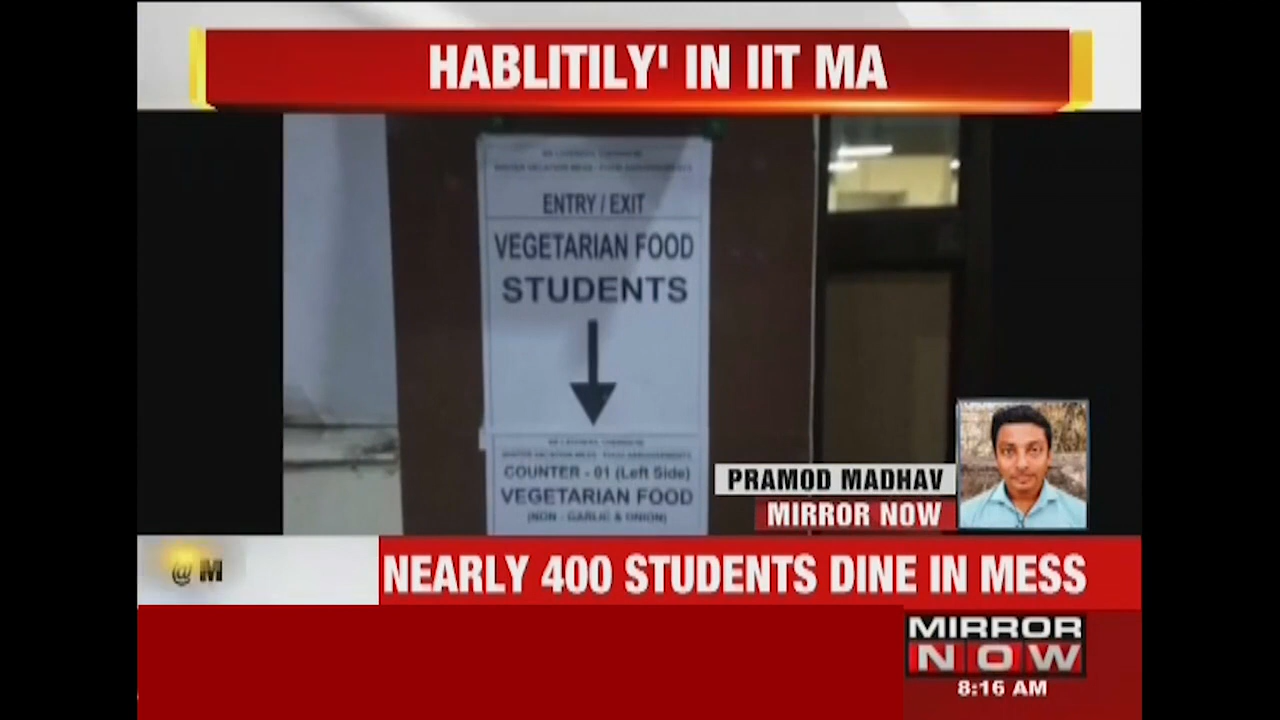 HABLITILY' IN IIT MA
ENTRY / EXIT
VEGETARIAN FOOD
STUDENTS
COUNTER - 01 (Left Side)
VEGETARIAN FOOD
(NON - GARLIC & ONION)
PRAMOD MADHAV
MIRROR NOW
@M
NEARLY 400 STUDENTS DINE IN MESS
MIRROR
NOW
8:16 AM